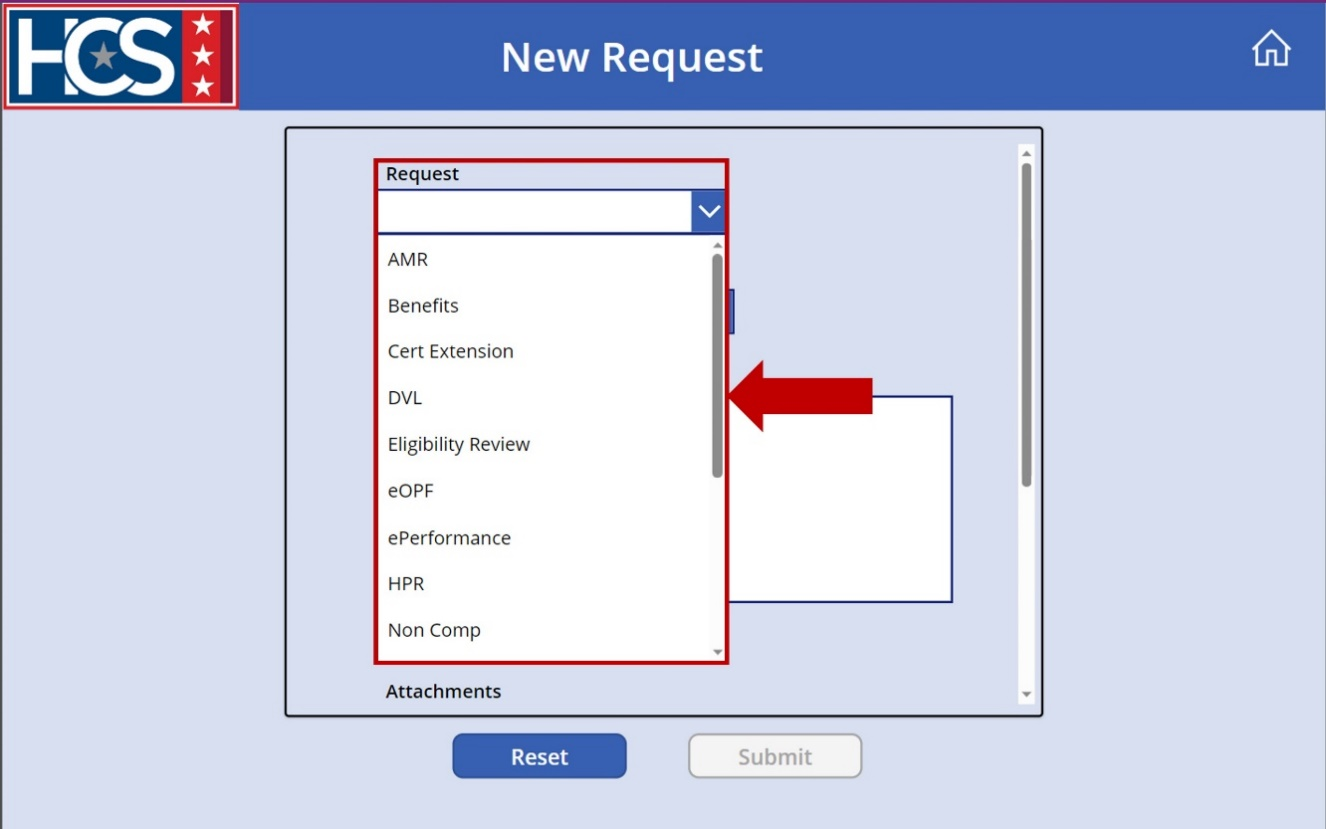 HCS
New Request
Request
AMR
Benefits
Cert Extension
DVL
Eligibility Review
eOPF
ePerformance
HPR
Non Comp
Attachments
Reset
Submit